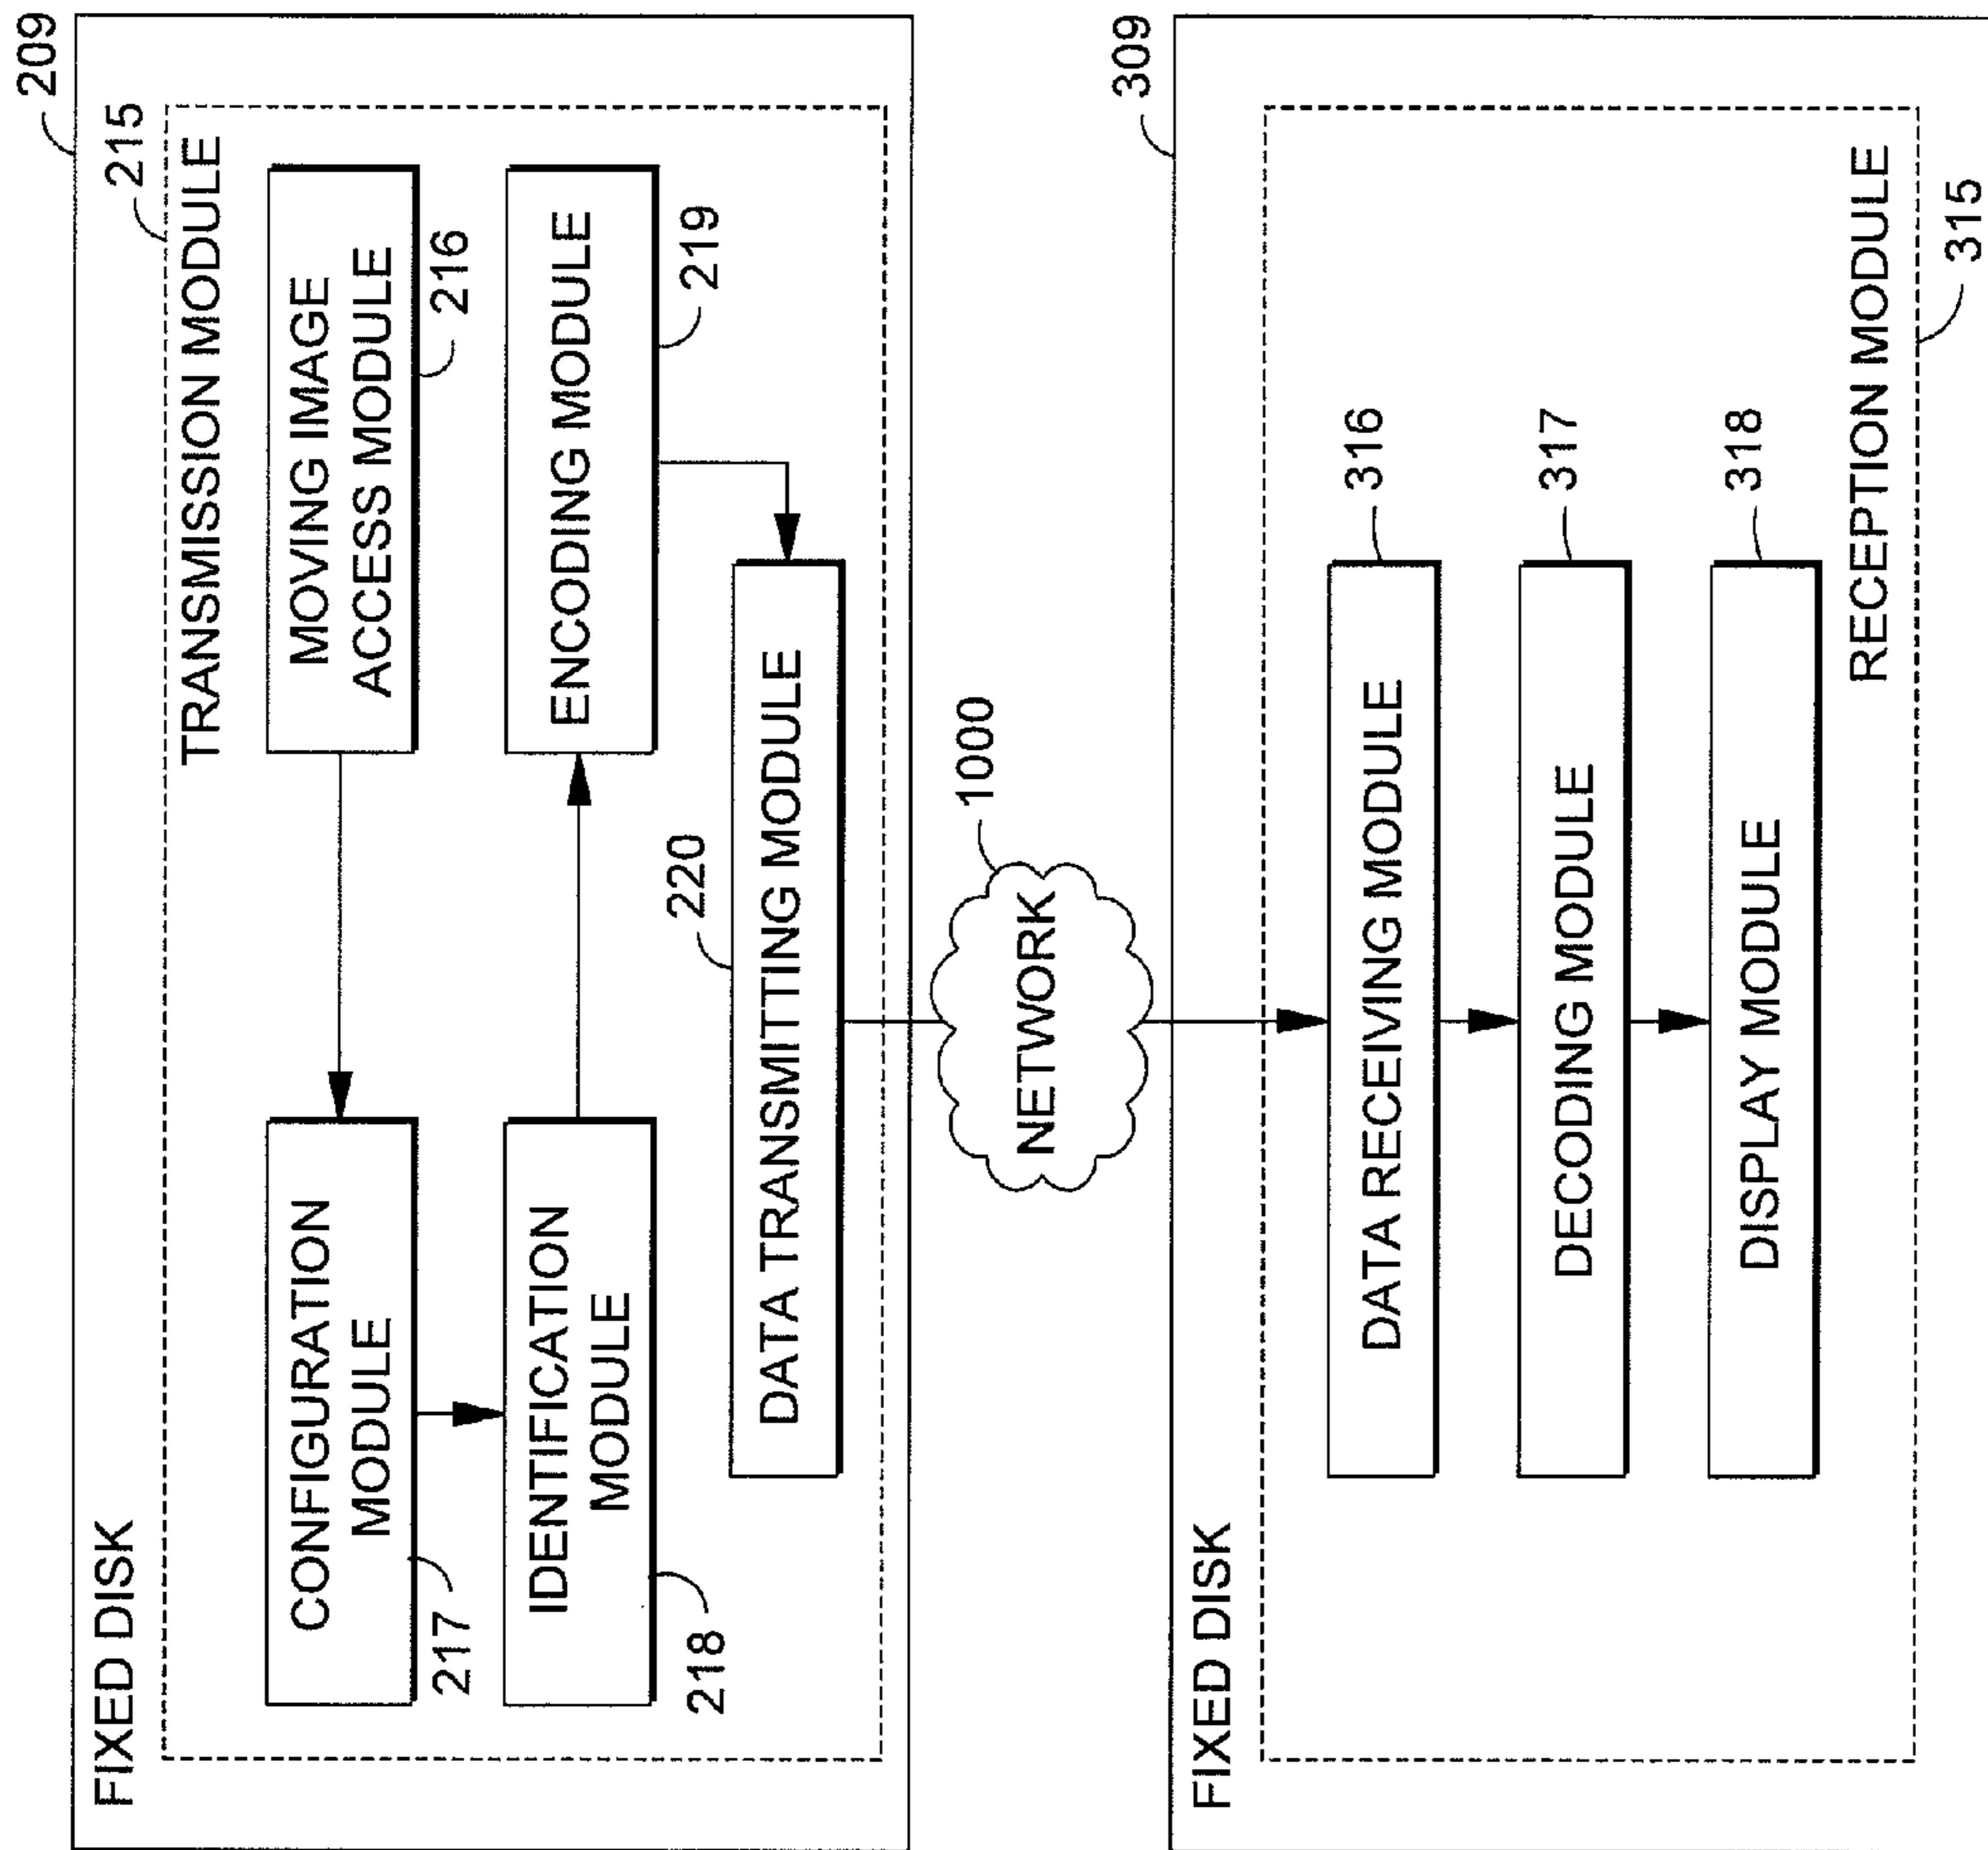 209
FIXED DISK
215
TRANSMISSION MODULE
MOVING IMAGE
ACCESS MODULE
216
CONFIGURATION
MODULE
217
IDENTIFICATION
MODULE
218
ENCODING MODULE
219
220
DATA TRANSMITTING MODULE
NETWORK
1000
309
FIXED DISK
DATA RECEIVING MODULE
316
DECODING MODULE
317
DISPLAY MODULE
318
RECEPTION MODULE
315